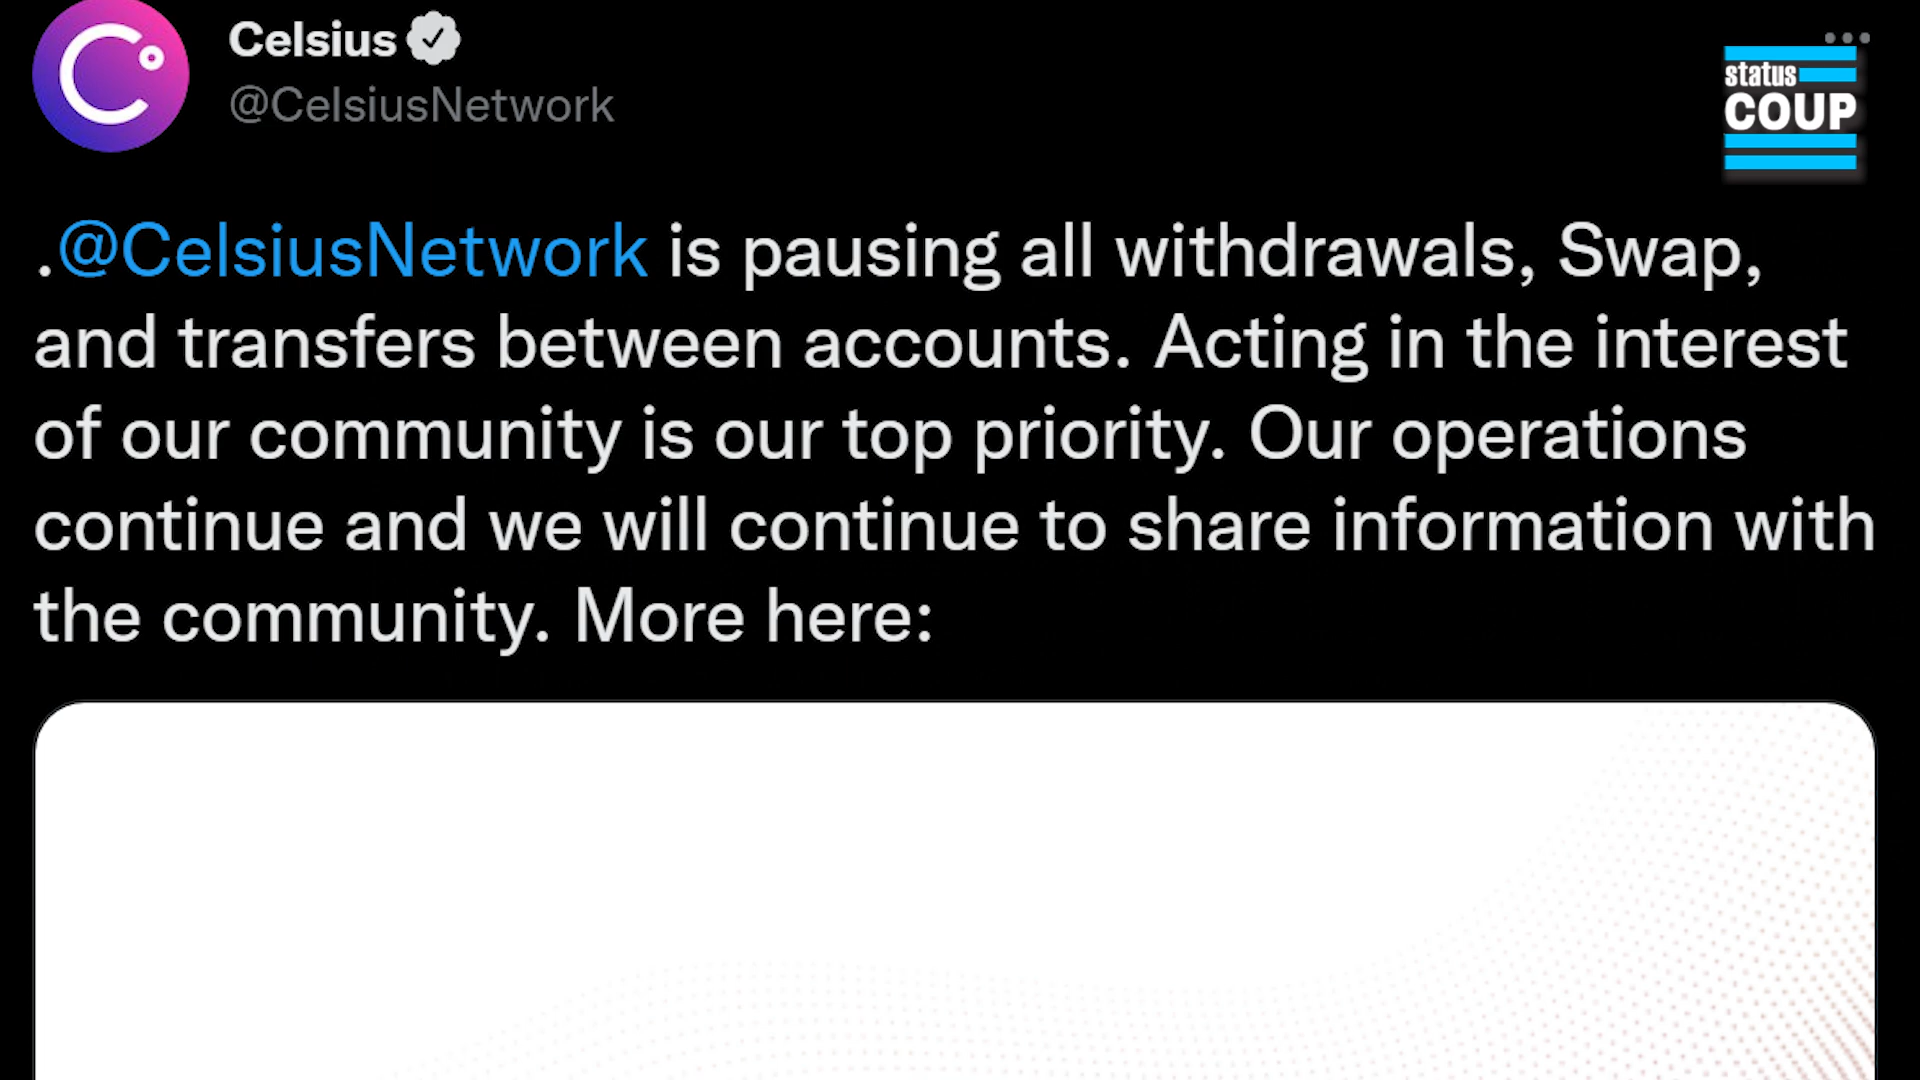 Celsius
@CelsiusNetwork
status
COUP
.@CelsiusNetwork is pausing all withdrawals, Swap,
and transfers between accounts. Acting in the interest
of our community is our top priority. Our operations
continue and we will continue to share information with
the community. More here: